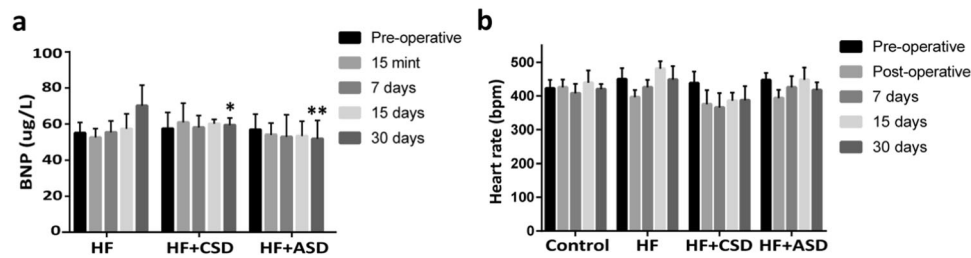 a
BNP (ug/L)
100
80
60
40
20
0
*
**
HF
HF+CSD
HF+ASD
Pre-operative
15 mint
7 days
15 days
30 days
b
Heart rate (bpm)
500
400
300
200
100
0
Control
HF
HF+CSD
HF+ASD
Pre-operative
Post-operative
7 days
15 days
30 days